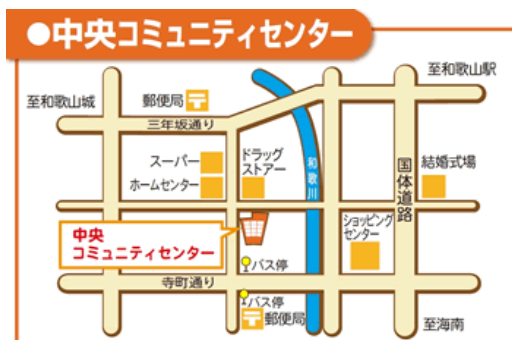 ●中央コミュニティセンター
至和歌山駅
至和歌山城
郵便局
三年坂通り
スーパー
ホームセンター
ドラッグ
ストアー
和歌川
国体道路
結婚式場
中央
コミュニティセンター
ショッピング
センター
バス停
寺町通り
バス停
郵便局
至海南